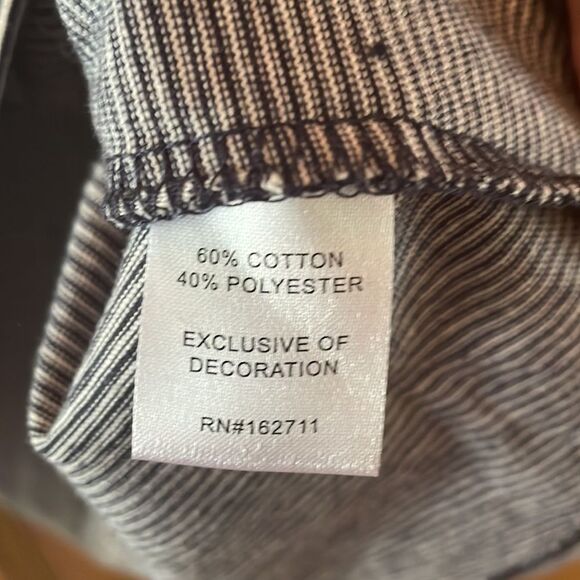 60% COTTON
40% POLYESTER
EXCLUSIVE OF
DECORATION
RN#162711